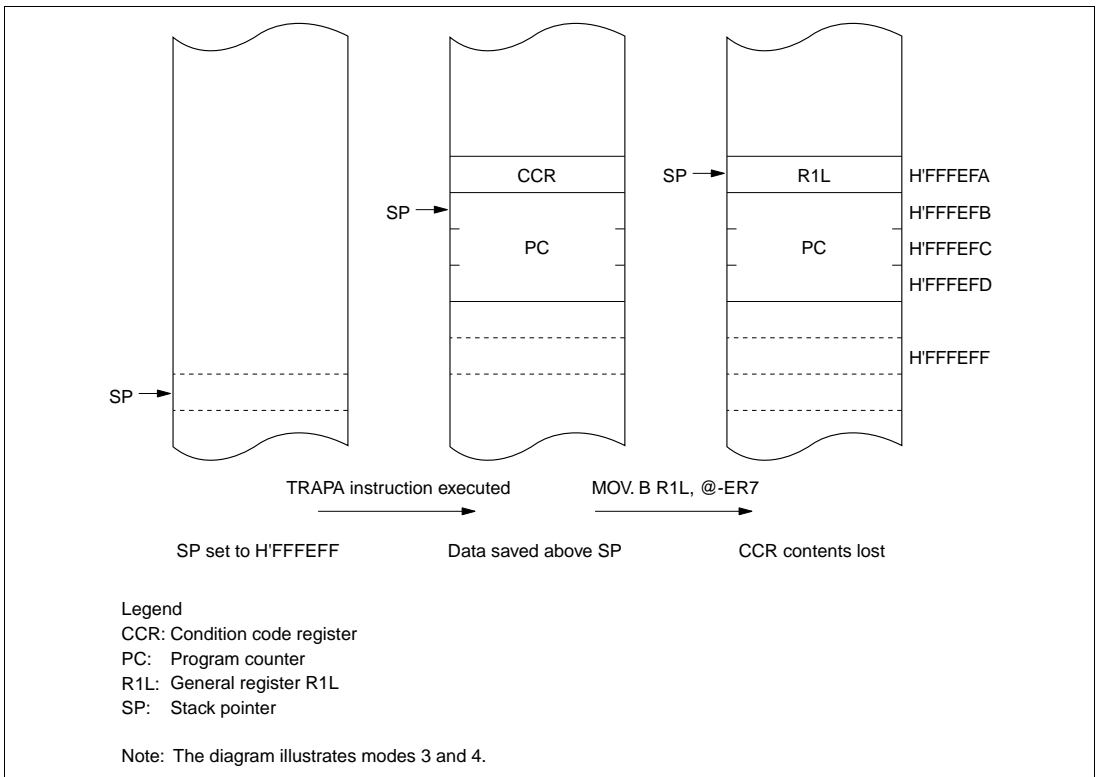 CCR
SP
R1L
SP
H'FFFEFA
H'FFFEFB
PC
PC
H'FFFEFC
H'FFFEFD
H'FFFEFF
SP
TRAPA instruction executed
MOV. B R1L, @-ER7
SP set to H'FFFEFF
Data saved above SP
CCR contents lost
Legend
CCR: Condition code register
PC: Program counter
R1L: General register R1L
SP: Stack pointer
Note: The diagram illustrates modes 3 and 4.